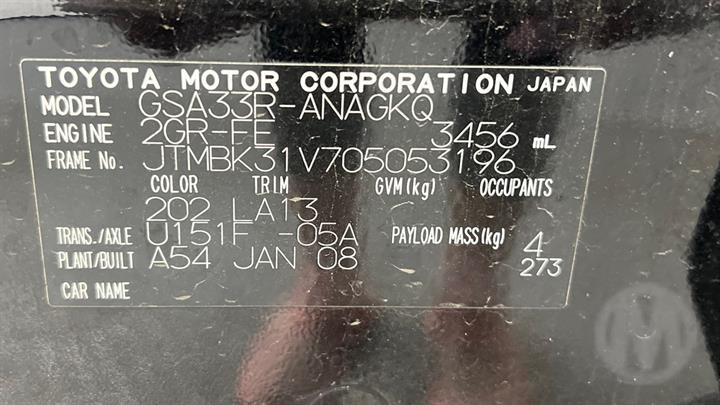 TOYOTA MOTOR CORPORATION JAPAN
MODEL GSA33R-ANAGKQ
ENGINE 2GR-FE 3456 mL
FRAME No. JTMBK31V705053196
COLOR TRIM GVM(kg) OCCUPANTS
202 LA13
TRANS./AXLE U151F -05A PAYLOAD MASS(kg) 4
PLANT/BUILT A54 JAN 08 273
CAR NAME
M